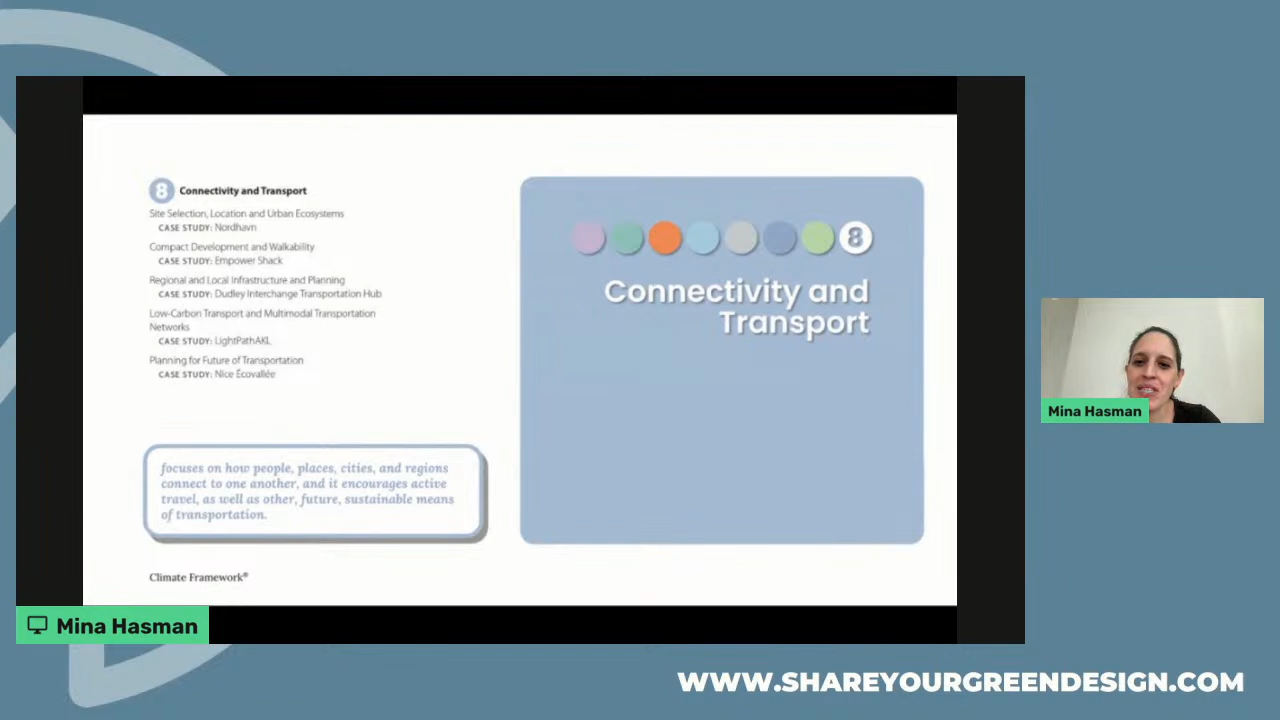 8 Connectivity and Transport
Site Selection, Location and Urban Ecosystems
CASE STUDY: Nordhavn
Compact Development and Walkability
CASE STUDY: Empower Shack
Regional and Local Infrastructure and Planning
CASE STUDY: Dudley Interchange Transportation Hub
Low-Carbon Transport and Multimodal Transportation
Networks
CASE STUDY: LightPathAKL
Planning for Future of Transportation
CASE STUDY: Nice Écovallée
focuses on how people, places, cities, and regions
connect to one another, and it encourages active
travel, as well as other, future, sustainable means
of transportation.
Climate Framework®
8
Connectivity and
Transport
Mina Hasman
Mina Hasman
WWW.SHAREYOURGREENDESIGN.COM